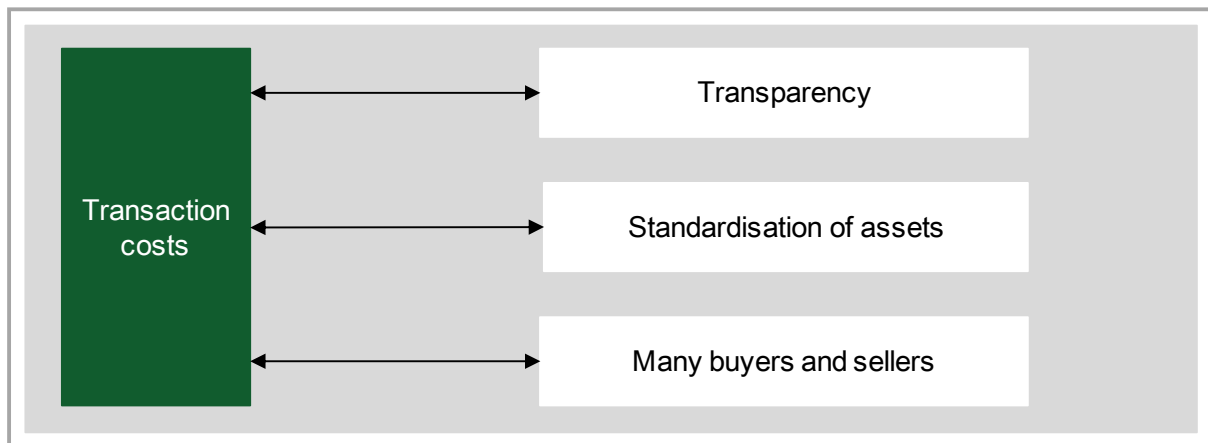 Transparency
Transaction
costs
Standardisation of assets
Many buyers and sellers